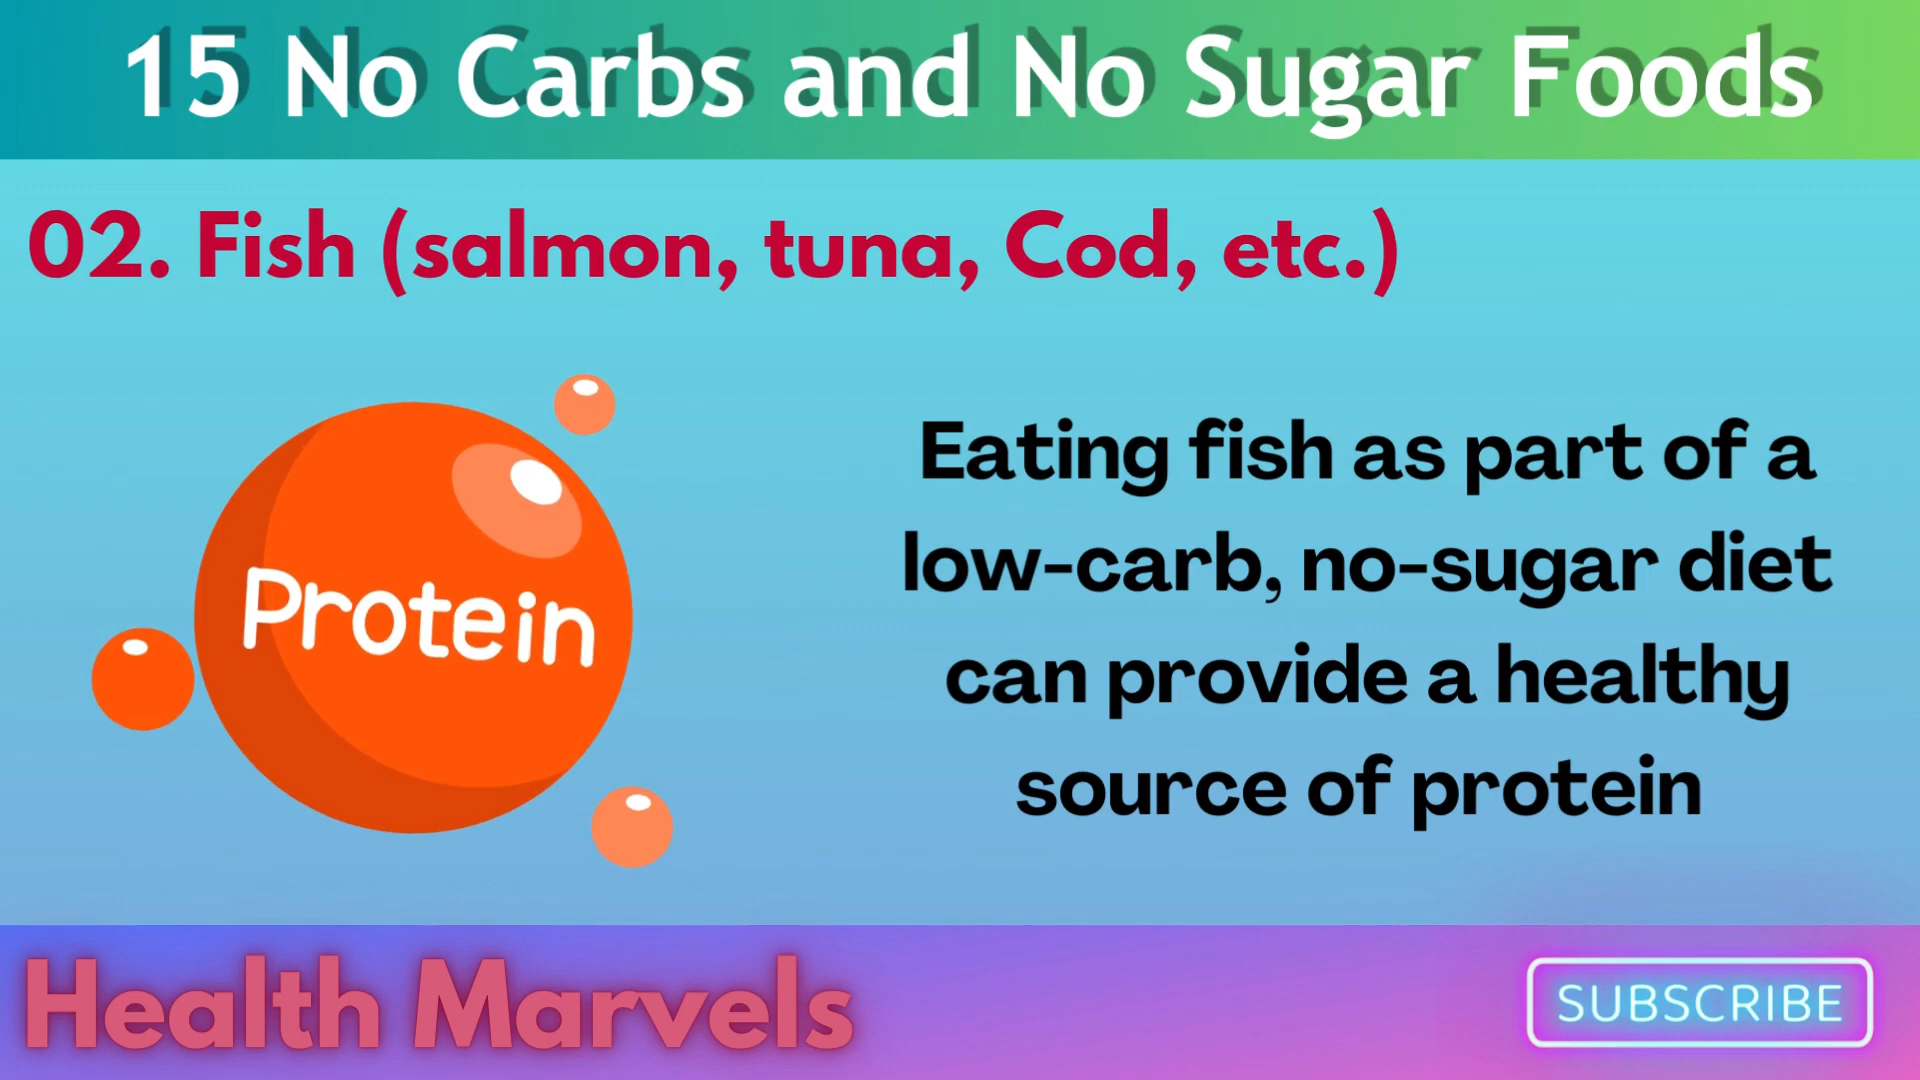 15 No Carbs and No Sugar Foods
02. Fish (salmon, tuna, Cod, etc.)
Protein
Eating fish as part of a
low-carb, no-sugar diet
can provide a healthy
source of protein
Health Marvels
SUBSCRIBE